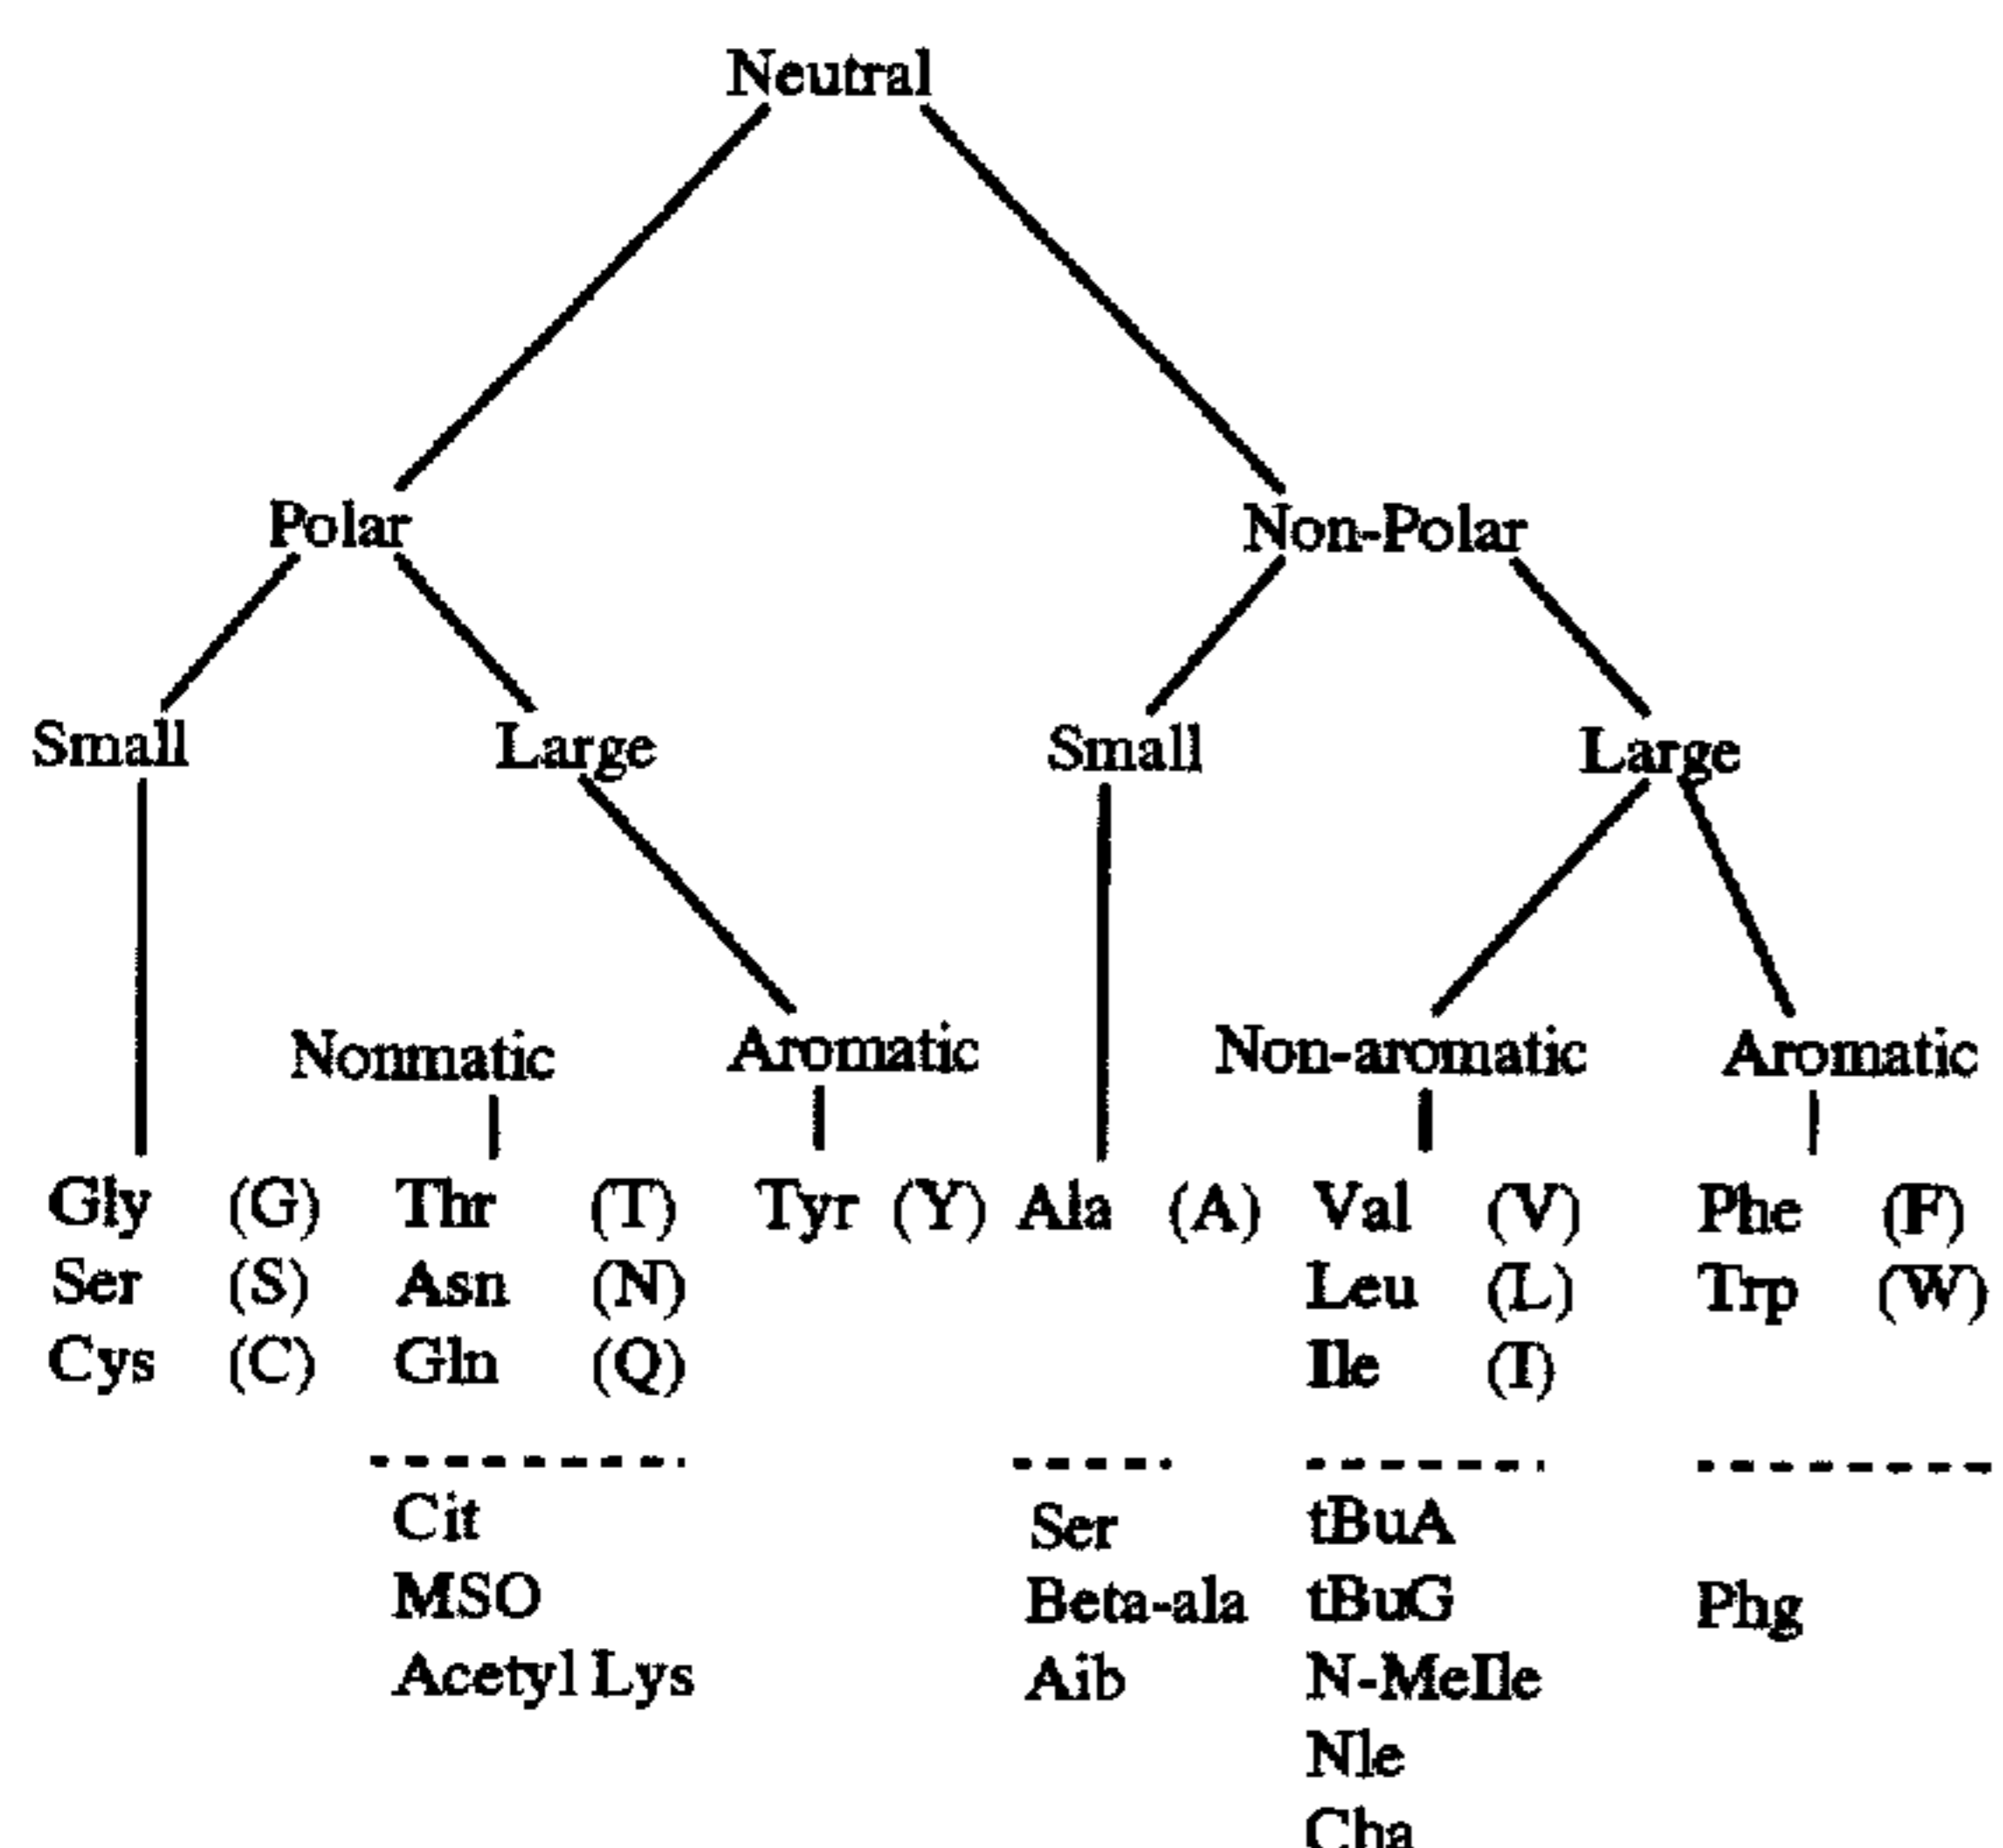 Neutral
Polar Non-Polar
Small Large Small Large
Nonmatic Aromatic Non-aromatic Aromatic
Gly (G) Thr (T) Tyr (Y) Ala (A) Val (V) Phe (F)
Ser (S) Asn (N) Leu (L) Trp (W)
Cys (C) Gln (Q) Ile (I)
Cit Ser tBuA
MSO Beta-ala tBuG Phg
Acetyl Lys Aib N-MeIle
Nle
Cha